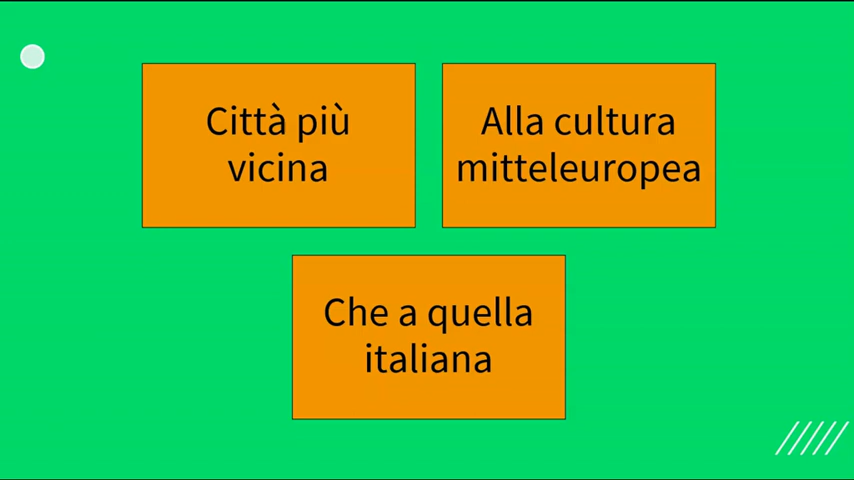 Città più
vicina
Alla cultura
mitteleuropea
Che a quella
italiana